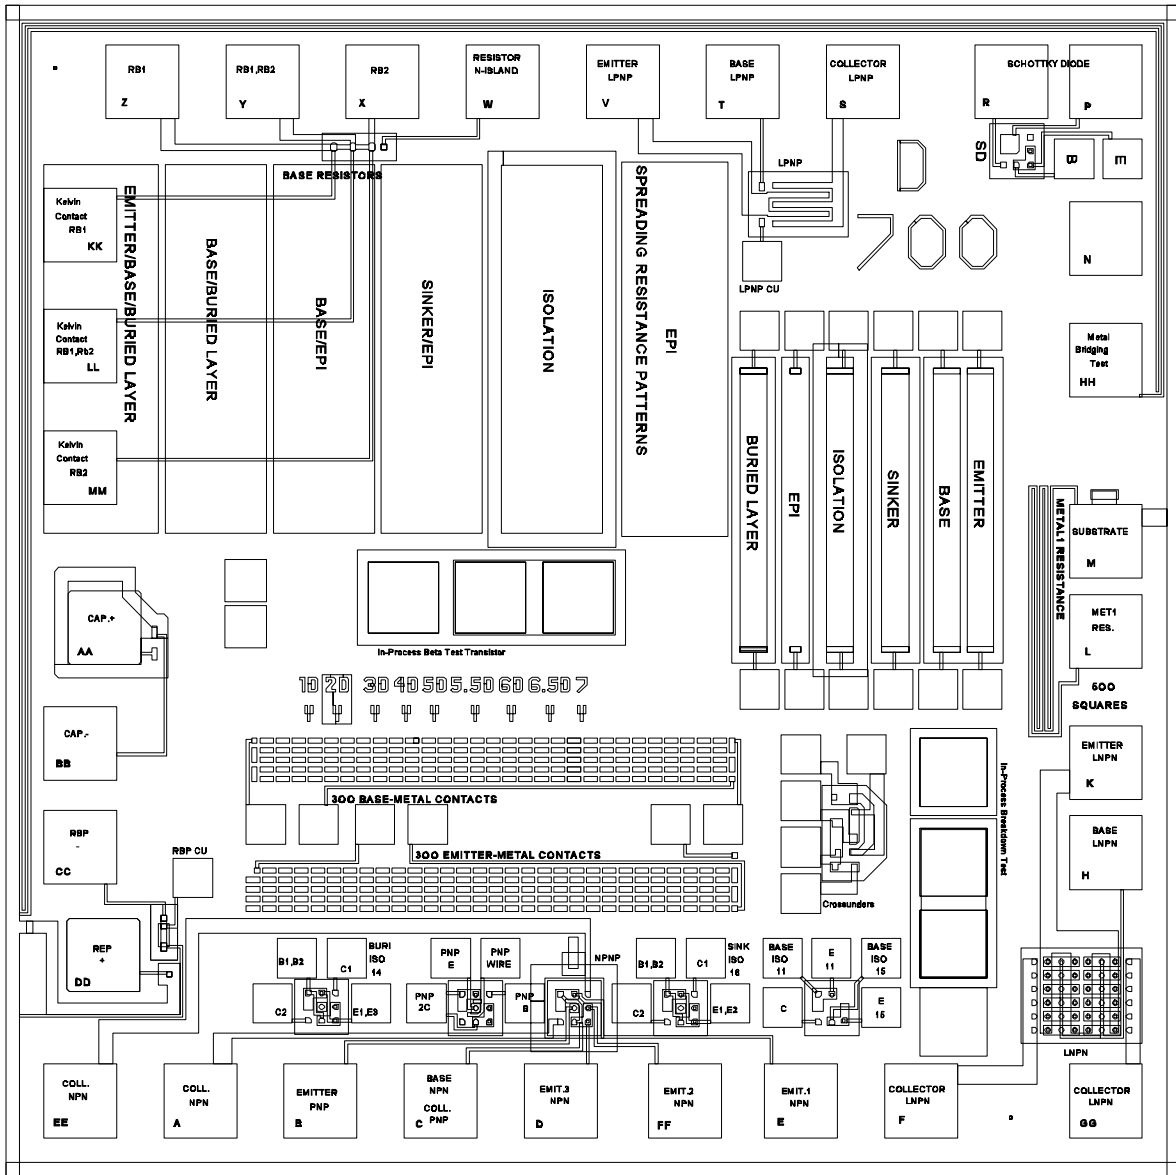 RB1
Z
RB1,RB2
Y
RB2
X
RESISTOR
N-ISLAND
W
EMITTER
LPNP
V
BASE
LPNP
T
COLLECTOR
LPNP
S
SCHOTTKY DIODE
R
P
SD
B
E
BASE RESISTORS
LPNP
LPNP CU
Kelvin
Contact
RB1
KK
Kelvin
Contact
RB1,Rb2
LL
Kelvin
Contact
RB2
MM
EMITTER/BASE/BURIED LAYER
BASE/BURIED LAYER
BASE/EPI
SINKER/EPI
ISOLATION
SPREADING RESISTANCE PATTERNS
EPI
N
Metal
Bridging
Test
HH
BURIED LAYER
EPI
ISOLATION
SINKER
BASE
EMITTER
METAL1 RESISTANCE
SUBSTRATE
M
MET1
RES.
L
500
SQUARES
In-Process Beta Test Transistor
CAP.+
AA
CAP.-
BB
1D 2D 3D 4D 5D 5.5D 6D 6.5D 7
300 BASE-METAL CONTACTS
300 EMITTER-METAL CONTACTS
Crossunders
In-Process Breakdown Test
EMITTER
LNPN
K
BASE
LNPN
H
RBP
-
CC
RBP CU
REP
+
DD
B1,B2
C1
BURI
ISO
14
C2
E1,E3
PNP
E
PNP
WIRE
PNP
2C
PNP
B
NPNP
B1,B2
C1
SINK
ISO
16
C2
E1,E2
BASE
ISO
11
E
11
BASE
ISO
15
C
E
15
LNPN
COLL.
NPN
EE
COLL.
NPN
A
EMITTER
PNP
B
BASE
NPN
COLL.
PNP
C
EMIT.3
NPN
D
EMIT.2
NPN
FF
EMIT.1
NPN
E
COLLECTOR
LNPN
F
COLLECTOR
LNPN
GG